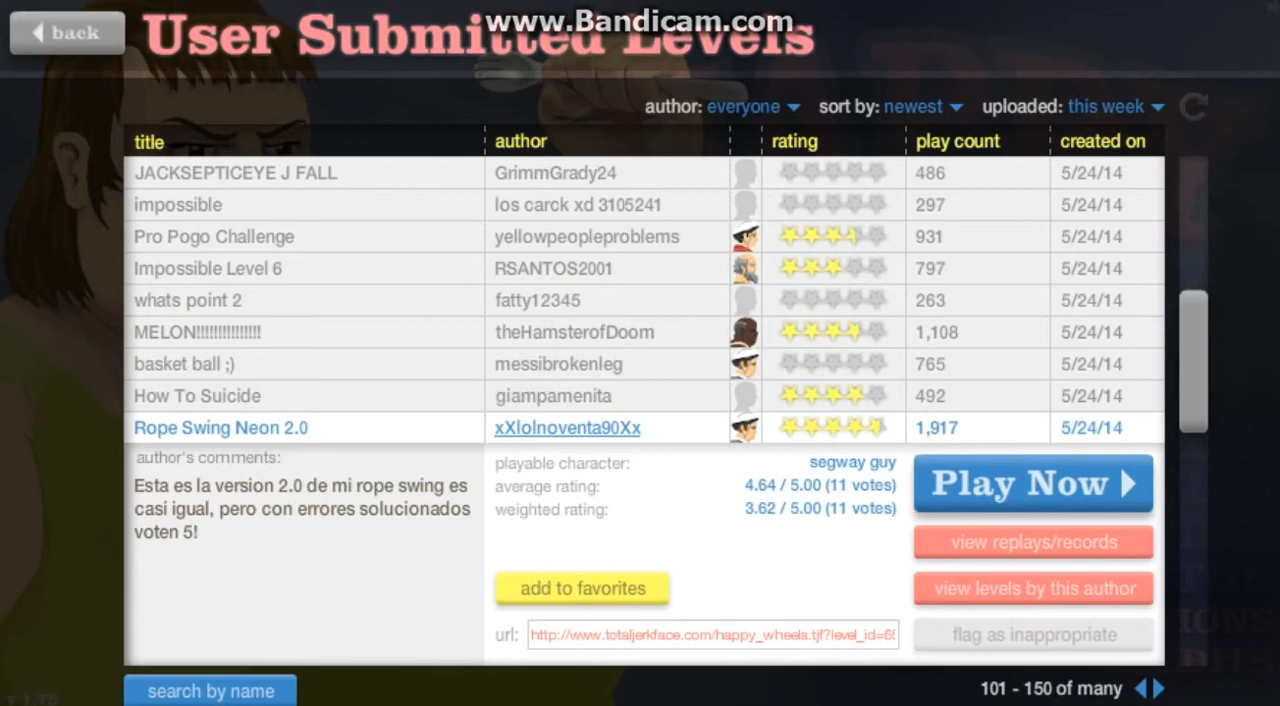 back
User Submitted Levels
www.Bandicam.com
author: everyone sort by: newest uploaded: this week
title author rating play count created on
JACKSEPTICEYE J FALL GrimmGrady24 486 5/24/14
impossible los carck xd 3105241 297 5/24/14
Pro Pogo Challenge yellowpeopleproblems 931 5/24/14
Impossible Level 6 RSANTOS2001 797 5/24/14
whats point 2 fatty12345 263 5/24/14
MELON!!!!!!!!!!!!!!! theHamsterofDoom 1,108 5/24/14
basket ball ;) messibrokenleg 765 5/24/14
How To Suicide giampamenita 492 5/24/14
Rope Swing Neon 2.0 xXlolnoventa90Xx 1,917 5/24/14
author's comments:
Esta es la version 2.0 de mi rope swing es
casi igual, pero con errores solucionados
voten 5!
playable character: segway guy
average rating: 4.64 / 5.00 (11 votes)
weighted rating: 3.62 / 5.00 (11 votes)
add to favorites
url: http://www.totaljerkface.com/happy_wheels.tjf?level_id=6
Play Now
view replays/records
view levels by this author
flag as inappropriate
search by name
101 - 150 of many
v 1.78